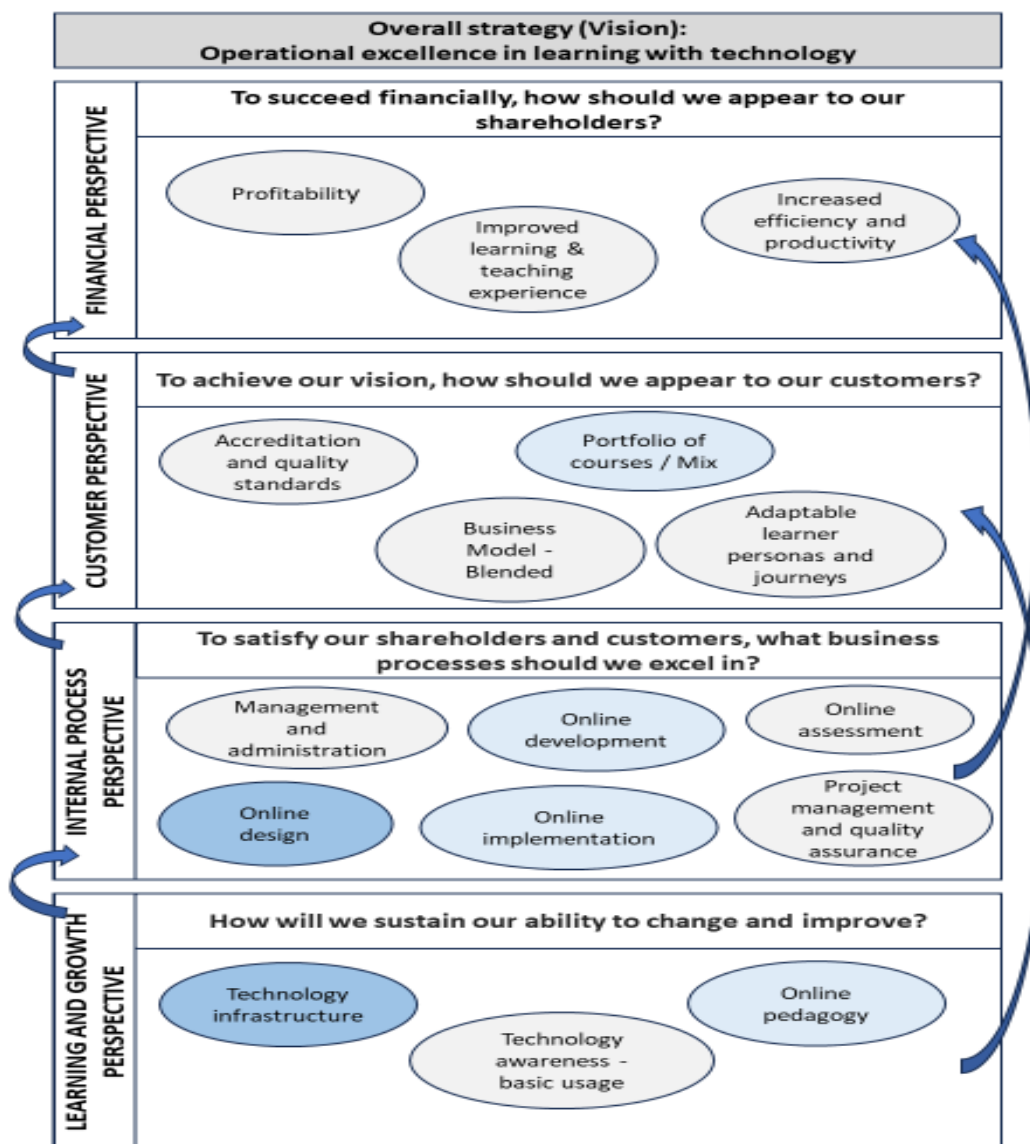 Overall strategy (Vision):
Operational excellence in learning with technology
FINANCIAL PERSPECTIVE
To succeed financially, how should we appear to our
shareholders?
Profitability
Improved
learning &
teaching
experience
Increased
efficiency and
productivity
CUSTOMER PERSPECTIVE
To achieve our vision, how should we appear to our customers?
Accreditation
and quality
standards
Portfolio of
courses / Mix
Business
Model -
Blended
Adaptable
learner
personas and
journeys
INTERNAL PROCESS
PERSPECTIVE
To satisfy our shareholders and customers, what business
processes should we excel in?
Management
and
administration
Online
development
Online
assessment
Online
design
Online
implementation
Project
management
and quality
assurance
LEARNING AND GROWTH
PERSPECTIVE
How will we sustain our ability to change and improve?
Technology
infrastructure
Technology
awareness -
basic usage
Online
pedagogy